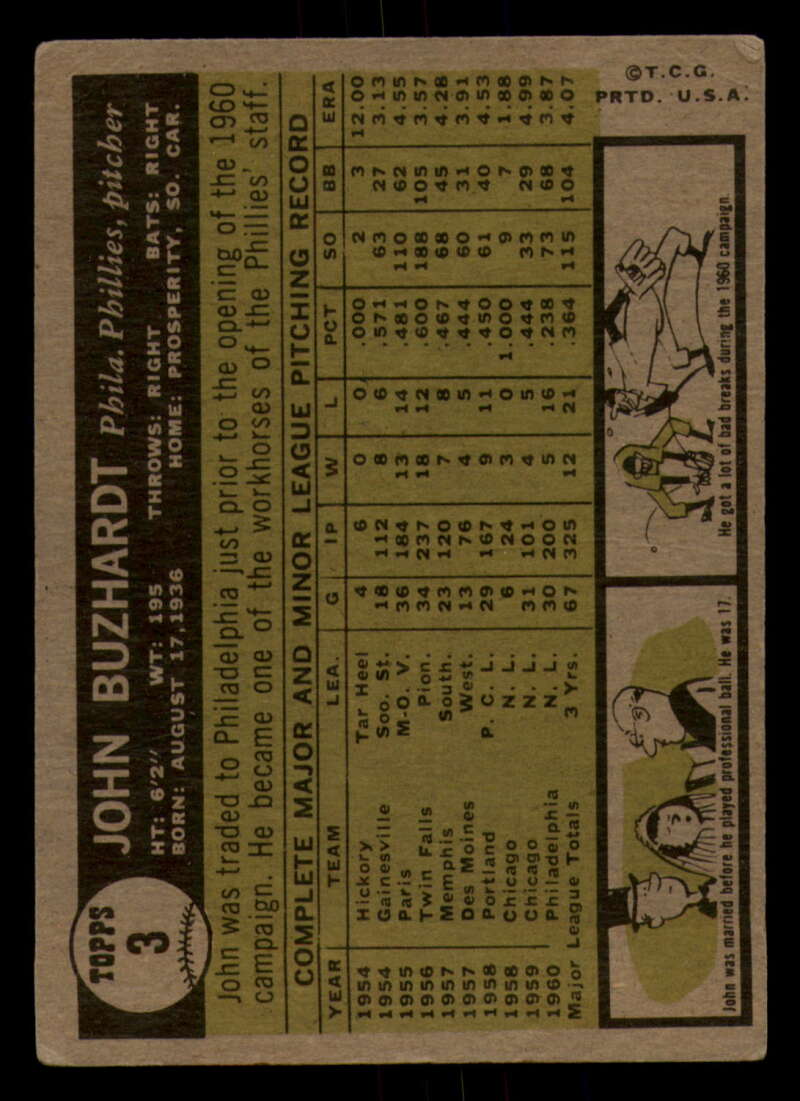 TOPPS
3
JOHN BUZHARDT Phila. Phillies, pitcher
HT: 6'2" WT: 195 THROWS: RIGHT BATS: RIGHT
BORN: AUGUST 17,1936 HOME: PROSPERITY, SO. CAR.
John was traded to Philadelphia just prior to the opening of the 1960
campaign. He became one of the workhorses of the Phillies' staff.
COMPLETE MAJOR AND MINOR LEAGUE PITCHING RECORD
YEAR TEAM LEA. G IP W L PCT SO BB ERA
1954 Hickory Tar Heel 4 6 0 0 .000 2 3 12.00
1954 Gainesville Soo. St. 18 112 8 6 .571 63 27 3.13
1955 Paris M-O. V. 36 184 13 14 .481 110 62 4.55
1956 Twin Falls Pion. 34 237 18 12 .600 188 105 3.57
1957 Memphis South. 23 120 7 8 .467 68 45 4.28
1957 Des Moines West. 13 76 4 5 .444 60 31 3.91
1958 Portland P. C. L. 29 167 9 11 .450 61 40 4.53
1958 Chicago N. L. 6 24 3 0 1.000 9 7 1.88
1959 Chicago N. L. 31 101 4 5 .444 33 29 4.99
1960 Philadelphia N. L. 30 200 5 16 .238 73 68 3.87
Major League Totals 3 Yrs. 67 325 12 21 .364 115 104 4.07
John was married before he played professional ball. He was 17.
He got a lot of bad breaks during the 1960 campaign.
©T.C.G.
PRTD. U.S.A.